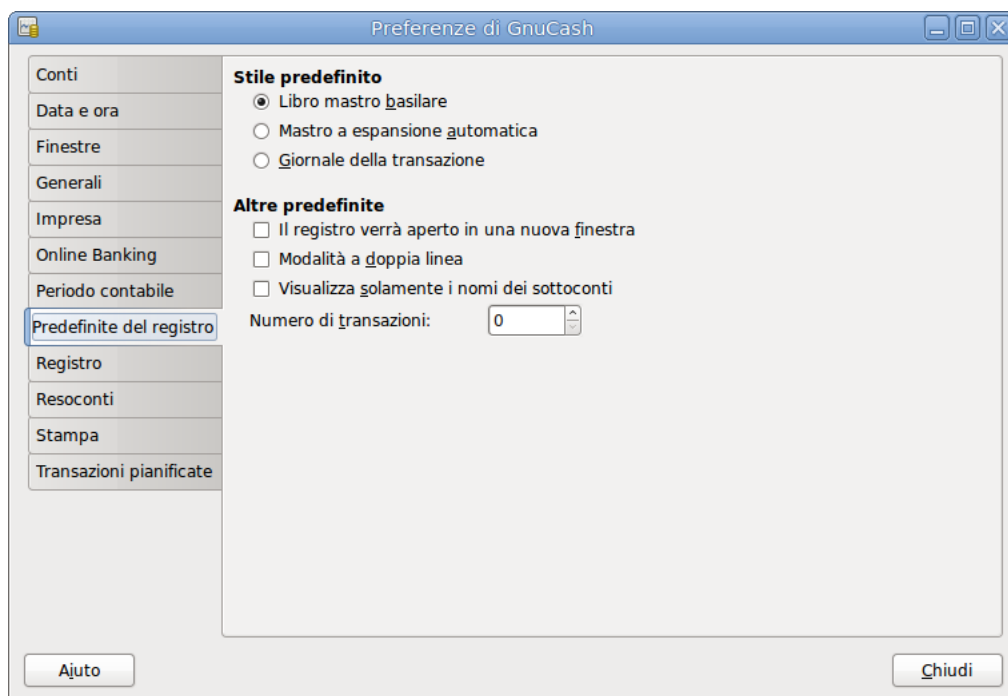 Preferenze di GnuCash
Conti
Data e ora
Finestre
Generali
Impresa
Online Banking
Periodo contabile
Predefinite del registro
Registro
Resoconti
Stampa
Transazioni pianificate
Stile predefinito
Libro mastro basilare
Mastro a espansione automatica
Giornale della transazione
Altre predefinite
Il registro verrà aperto in una nuova finestra
Modalità a doppia linea
Visualizza solamente i nomi dei sottoconti
Numero di transazioni: 0
Aiuto
Chiudi